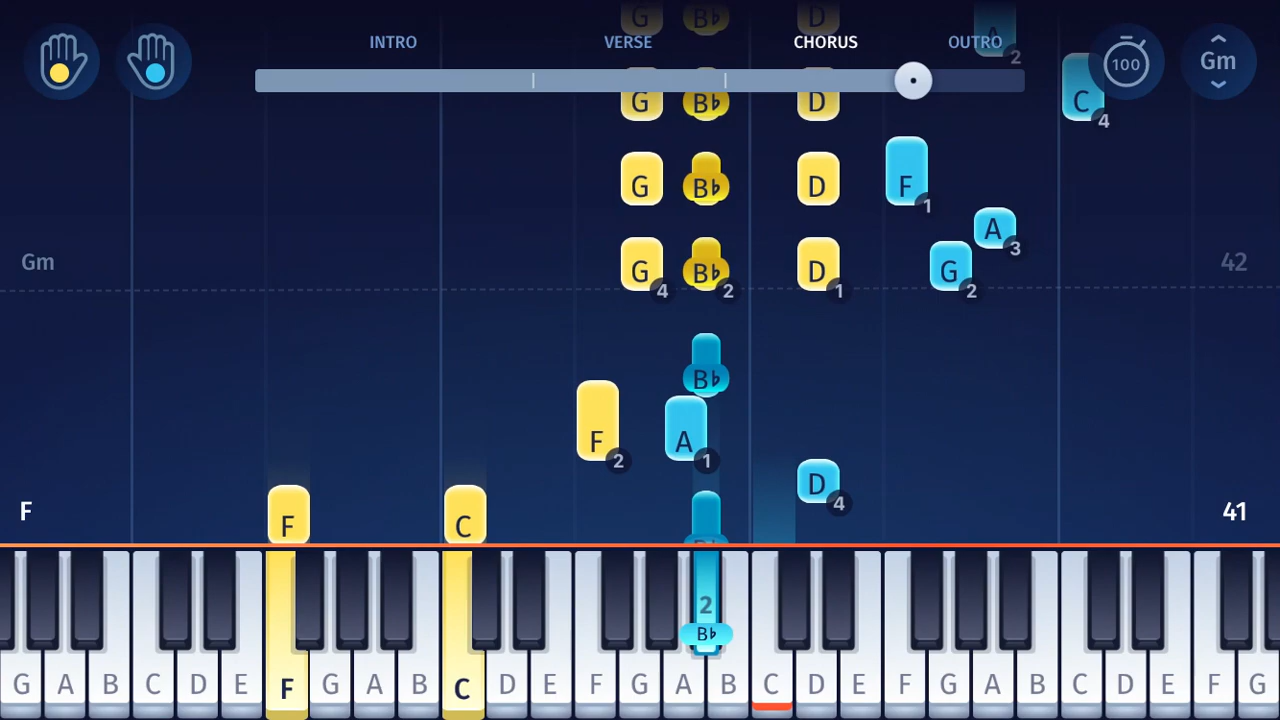 G B♭ D
INTRO VERSE CHORUS OUTRO
A 2
100
Gm
G B♭ D C 4
G B♭ D F 1
A 3
Gm G 4 B♭ 2 D 1 G 2 42
B♭
F 2 A 1
D 4
F F C 41
2
B♭
G A B C D E F G A B C D E F G A B C D E F G A B C D E F G